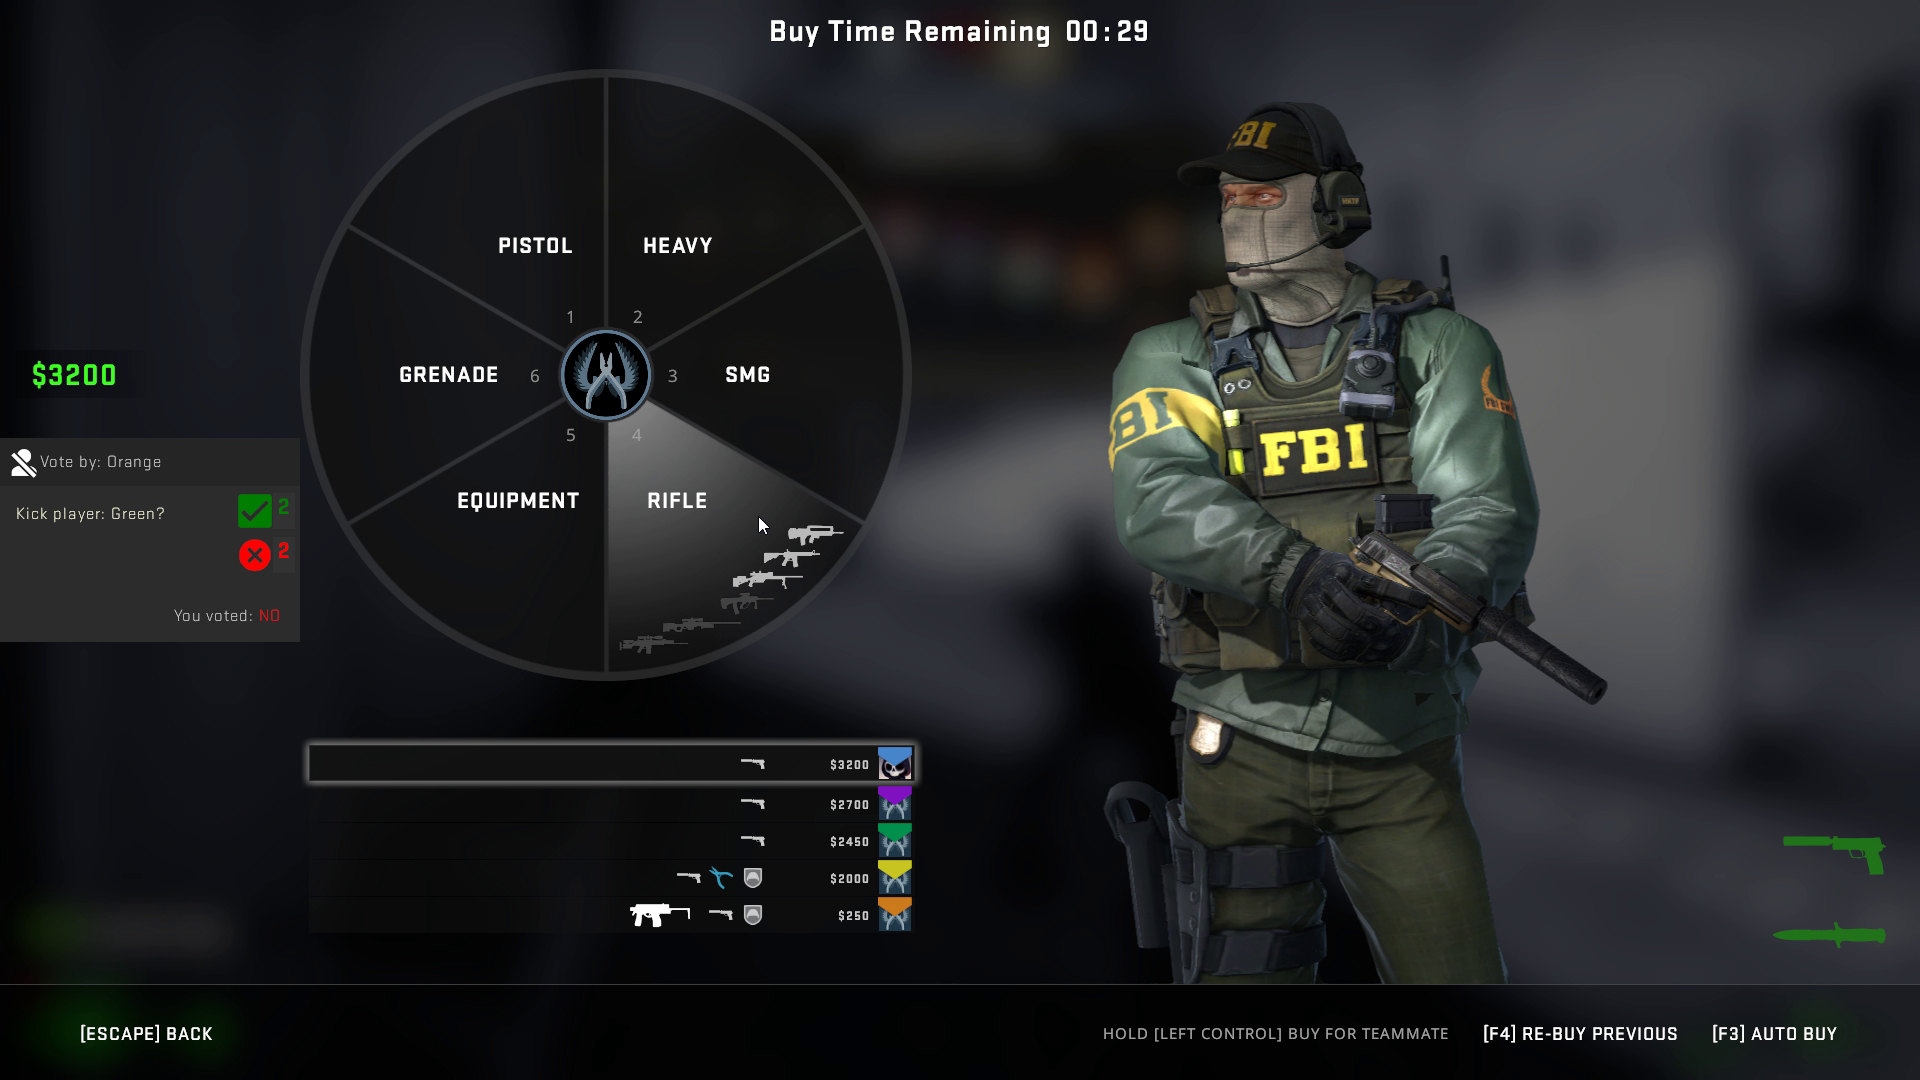 Buy Time Remaining 00:29
PISTOL
HEAVY
1
2
GRENADE
6
3
SMG
5
4
EQUIPMENT
RIFLE
$3200
Vote by: Orange
Kick player: Green?
2
2
You voted: NO
FBI
FBI
FBI
$3200
$2700
$2450
$2000
$250
[ESCAPE] BACK
HOLD [LEFT CONTROL] BUY FOR TEAMMATE
[F4] RE-BUY PREVIOUS
[F3] AUTO BUY